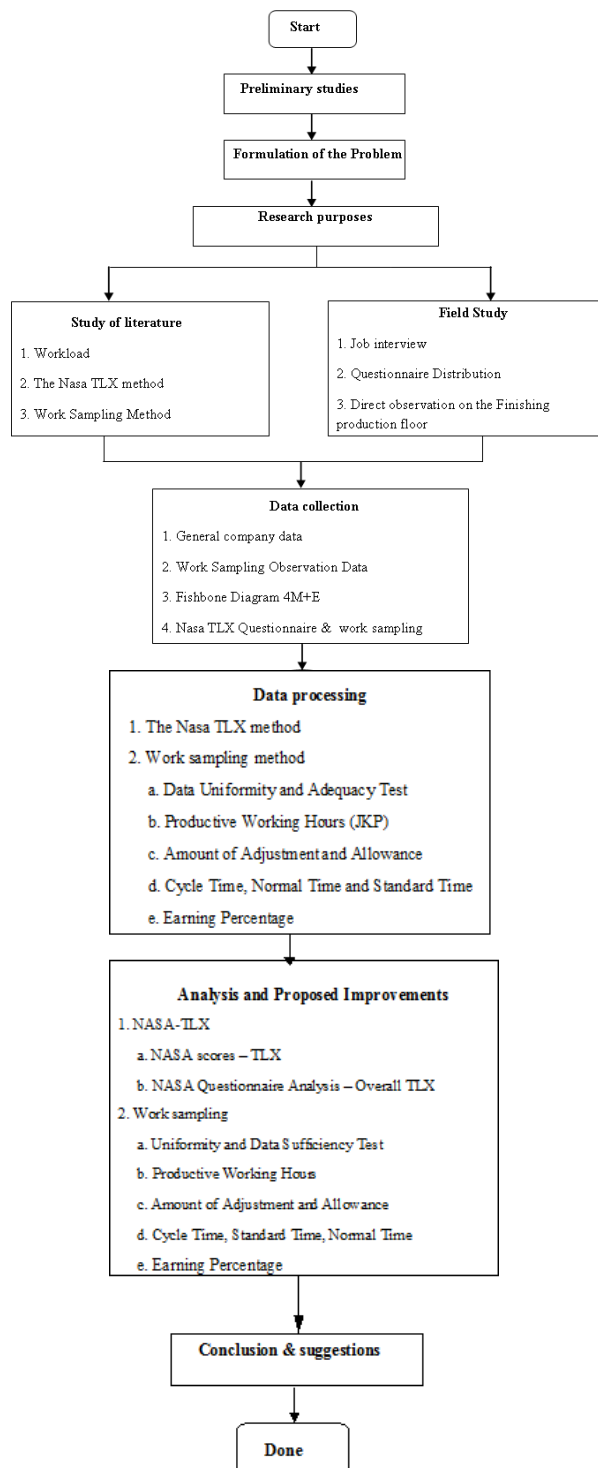 Start
Preliminary studies
Formulation of the Problem
Research purposes
Study of literature
1. Workload
2. The Nasa TLX method
3. Work Sampling Method
Field Study
1. Job interview
2. Questionnaire Distribution
3. Direct observation on the Finishing
production floor
Data collection
1. General company data
2. Work Sampling Observation Data
3. Fishbone Diagram 4M+E
4. Nasa TLX Questionnaire & work sampling
Data processing
1. The Nasa TLX method
2. Work sampling method
a. Data Uniformity and Adequacy Test
b. Productive Working Hours (JKP)
c. Amount of Adjustment and Allowance
d. Cycle Time, Normal Time and Standard Time
e. Earning Percentage
Analysis and Proposed Improvements
1. NASA-TLX
a. NASA scores – TLX
b. NASA Questionnaire Analysis – Overall TLX
2. Work sampling
a. Uniformity and Data Sufficiency Test
b. Productive Working Hours
c. Amount of Adjustment and Allowance
d. Cycle Time, Standard Time, Normal Time
e. Earning Percentage
Conclusion & suggestions
Done